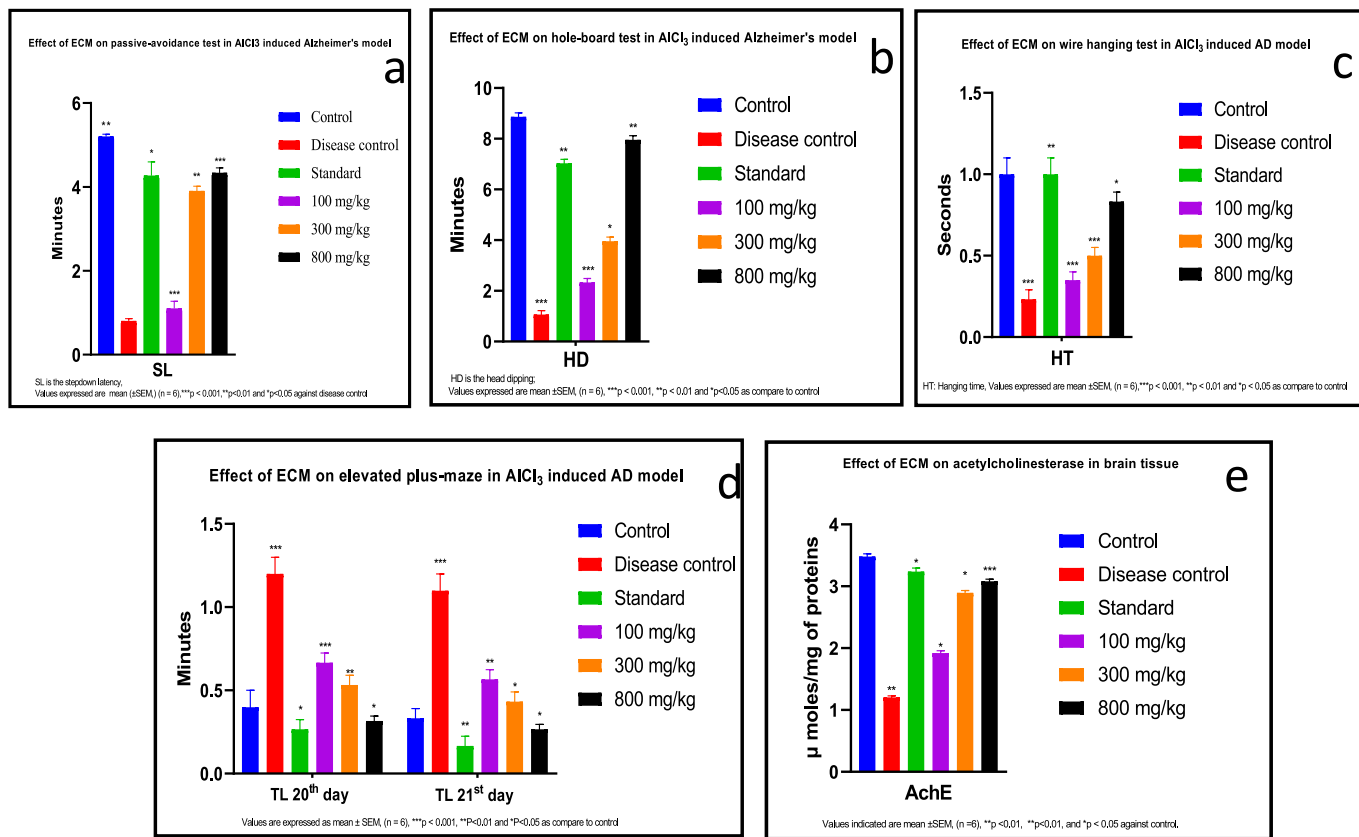 Effect of ECM on passive-avoidance test in AlCl3 induced Alzheimer's model
a
Minutes
6
4
2
0
**
*
***
**
***
SL
Control
Disease control
Standard
100 mg/kg
300 mg/kg
800 mg/kg
SL is the stepdown latency,
Values expressed are mean (±SEM,) (n = 6),***p < 0.001,**p<0.01 and *p<0.05 against disease control
Effect of ECM on hole-board test in AlCl₃ induced Alzheimer's model
b
Minutes
10
8
6
4
2
0
***
**
***
*
**
HD
Control
Disease control
Standard
100 mg/kg
300 mg/kg
800 mg/kg
HD is the head dipping;
Values expressed are mean ±SEM, (n = 6), ***p < 0.001, **p < 0.01 and *p<0.05 as compare to control
Effect of ECM on wire hanging test in AlCl₃ induced AD model
c
Seconds
1.5
1.0
0.5
0.0
***
**
***
***
*
HT
Control
Disease control
Standard
100 mg/kg
300 mg/kg
800 mg/kg
HT: Hanging time, Values expressed are mean ±SEM, (n = 6),***p < 0.001, **p < 0.01 and *p < 0.05 as compare to control
Effect of ECM on elevated plus-maze in AlCl₃ induced AD model
d
Minutes
1.5
1.0
0.5
0.0
***
*
***
**
*
***
**
**
*
*
TL 20th day
TL 21st day
Control
Disease control
Standard
100 mg/kg
300 mg/kg
800 mg/kg
Values are expressed as mean ± SEM, (n = 6), ***p < 0.001, **P<0.01 and *P<0.05 as compare to control
Effect of ECM on acetylcholinesterase in brain tissue
e
µ moles/mg of proteins
4
3
2
1
0
**
*
*
*
***
AchE
Control
Disease control
Standard
100 mg/kg
300 mg/kg
800 mg/kg
Values indicated are mean ±SEM, (n =6), **p <0.01, **p<0.01, and *p < 0.05 against control.